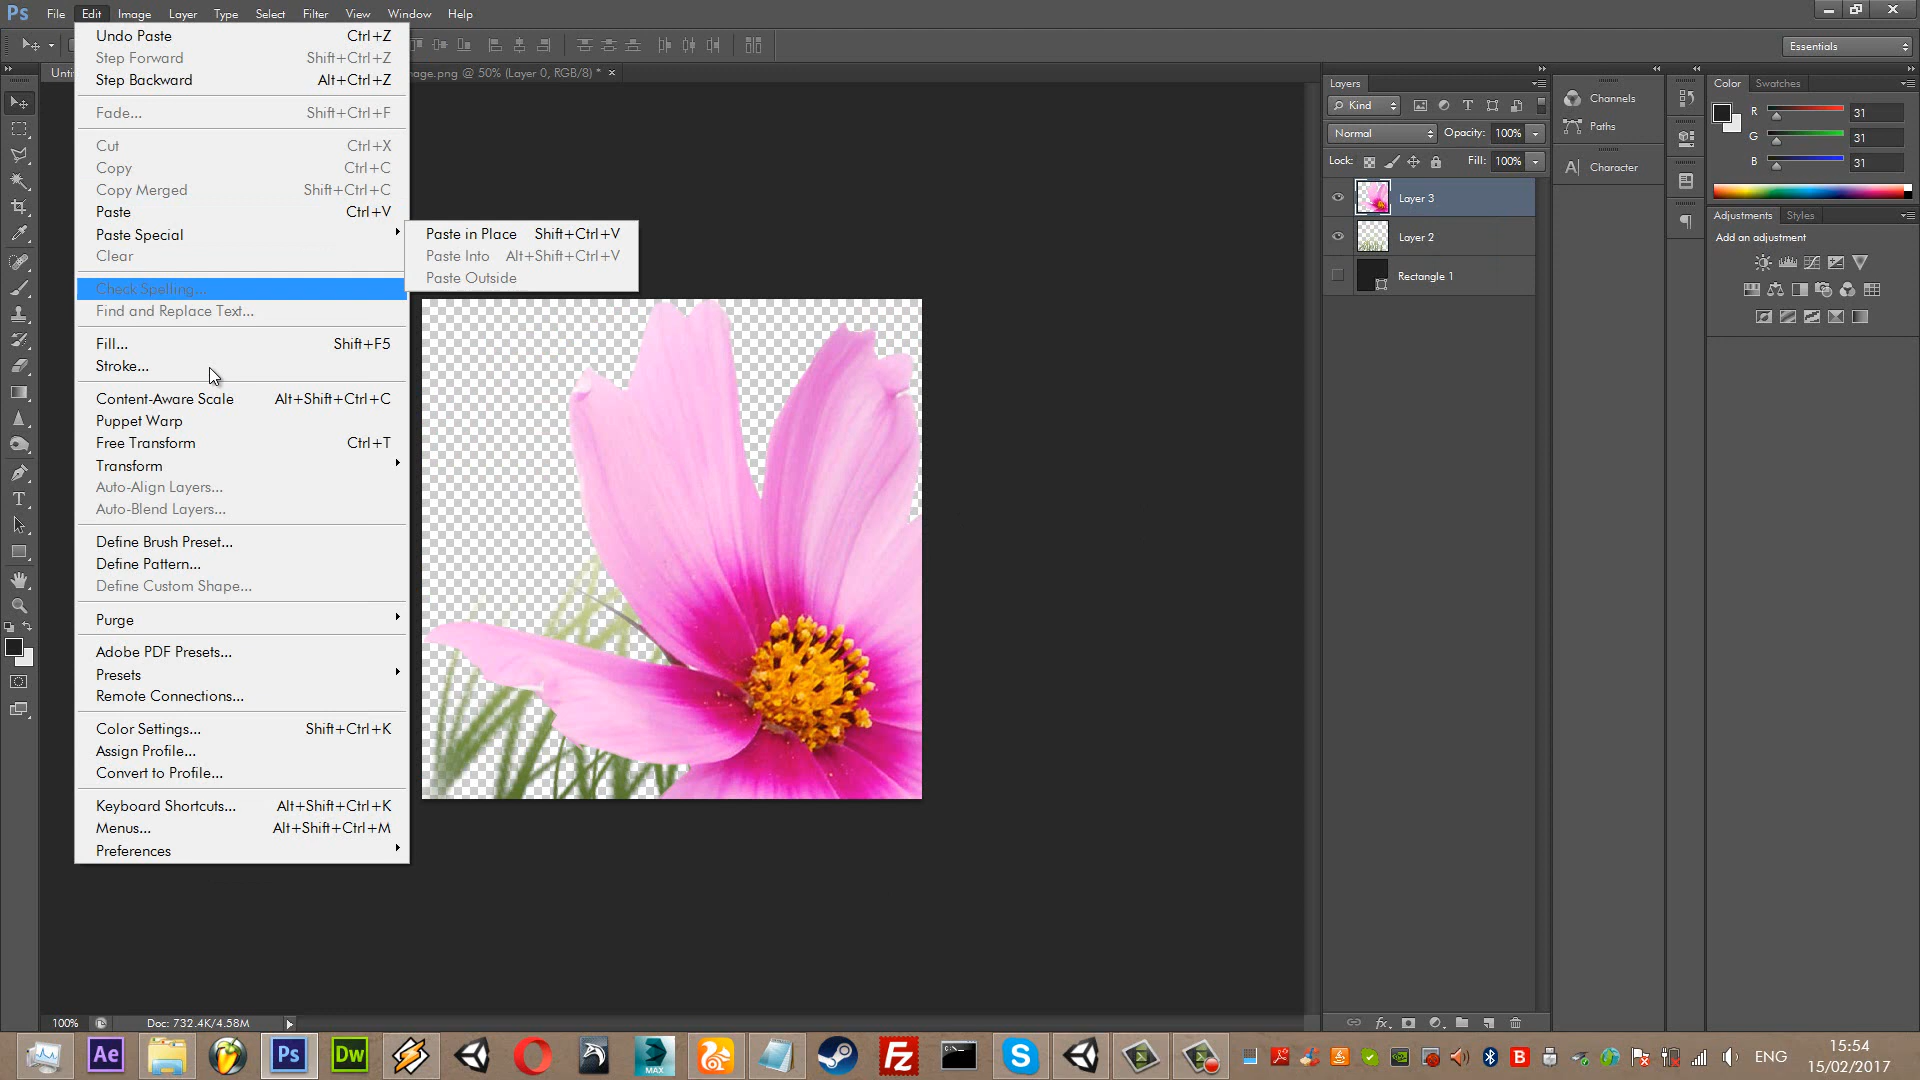 Ps File Edit Image Layer Type Select Filter View Window Help
Essentials
Undo Paste Ctrl+Z
Step Forward Shift+Ctrl+Z
Step Backward Alt+Ctrl+Z
Fade... Shift+Ctrl+F
Cut Ctrl+X
Copy Ctrl+C
Copy Merged Shift+Ctrl+C
Paste Ctrl+V
Paste Special
Clear
Check Spelling...
Find and Replace Text...
Fill... Shift+F5
Stroke...
Content-Aware Scale Alt+Shift+Ctrl+C
Puppet Warp
Free Transform Ctrl+T
Transform
Auto-Align Layers...
Auto-Blend Layers...
Define Brush Preset...
Define Pattern...
Define Custom Shape...
Purge
Adobe PDF Presets...
Presets
Remote Connections...
Color Settings... Shift+Ctrl+K
Assign Profile...
Convert to Profile...
Keyboard Shortcuts... Alt+Shift+Ctrl+K
Menus... Alt+Shift+Ctrl+M
Preferences
Paste in Place Shift+Ctrl+V
Paste Into Alt+Shift+Ctrl+V
Paste Outside
Unti
age.png @ 50% (Layer 0, RGB/8) *
Layers
Kind
Normal Opacity: 100%
Lock: Fill: 100%
Layer 3
Layer 2
Rectangle 1
fx
Channels
Paths
Character
Color Swatches
R 31
G 31
B 31
Adjustments Styles
Add an adjustment
100% Doc: 732.4K/4.58M
Ae Ps Dw MAX Fz S B ENG
15:54
15/02/2017